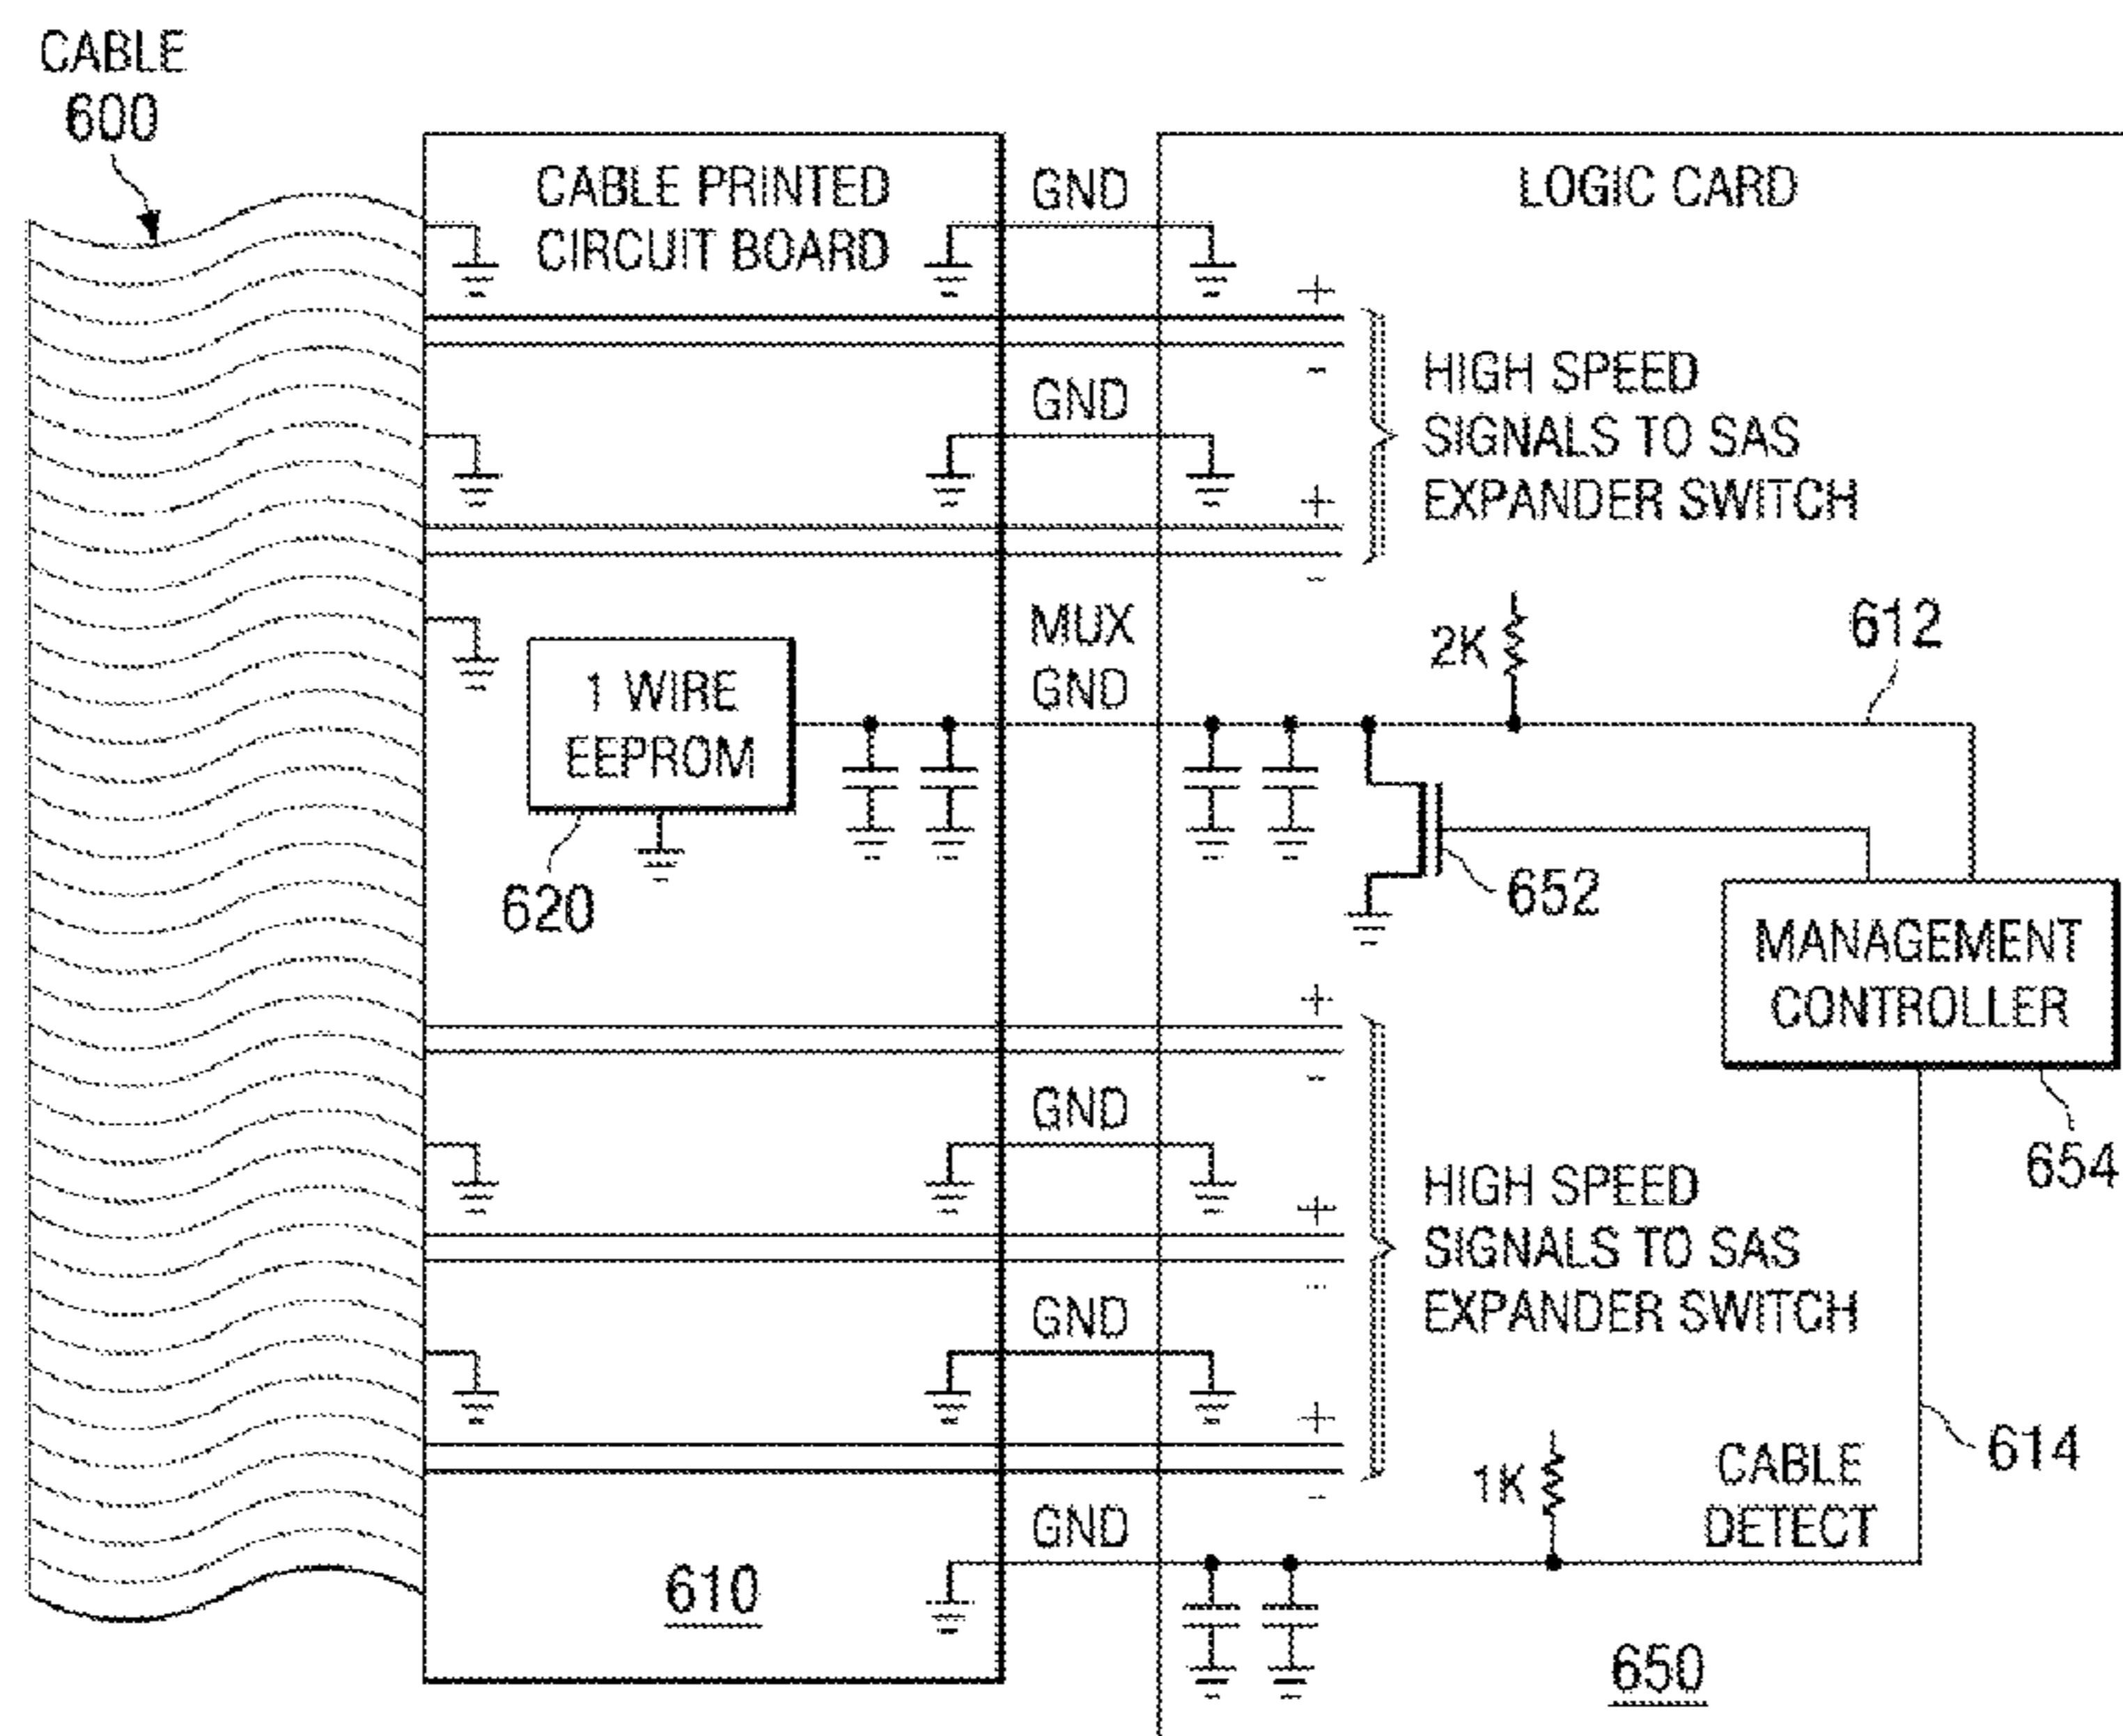 CABLE
600
CABLE PRINTED
CIRCUIT BOARD
GND
LOGIC CARD
+
-
HIGH SPEED
SIGNALS TO SAS
EXPANDER SWITCH
GND
+
-
MUX
GND
2K
612
1 WIRE
EEPROM
620
652
MANAGEMENT
CONTROLLER
654
+
-
GND
HIGH SPEED
SIGNALS TO SAS
EXPANDER SWITCH
+
-
GND
+
-
614
1K
CABLE
DETECT
GND
610
650